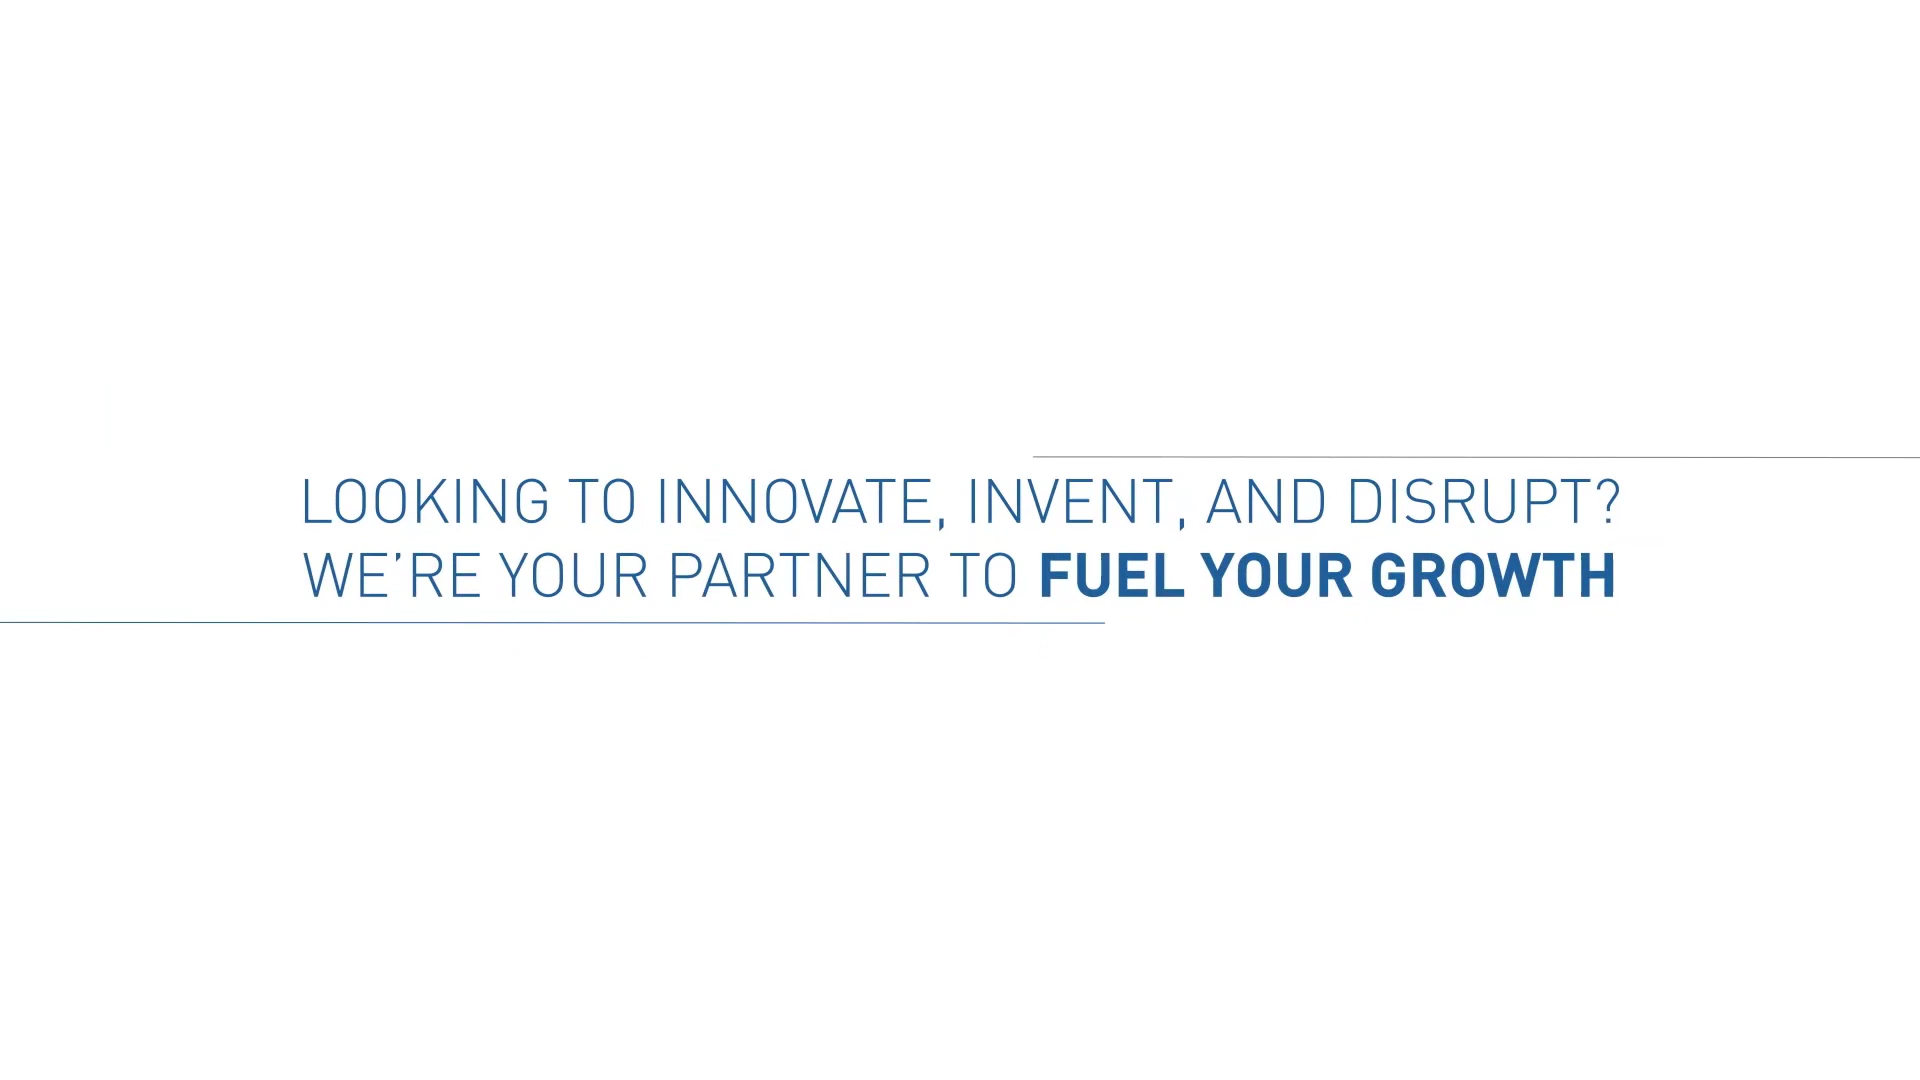 LOOKING TO INNOVATE, INVENT, AND DISRUPT?
WE’RE YOUR PARTNER TO FUEL YOUR GROWTH